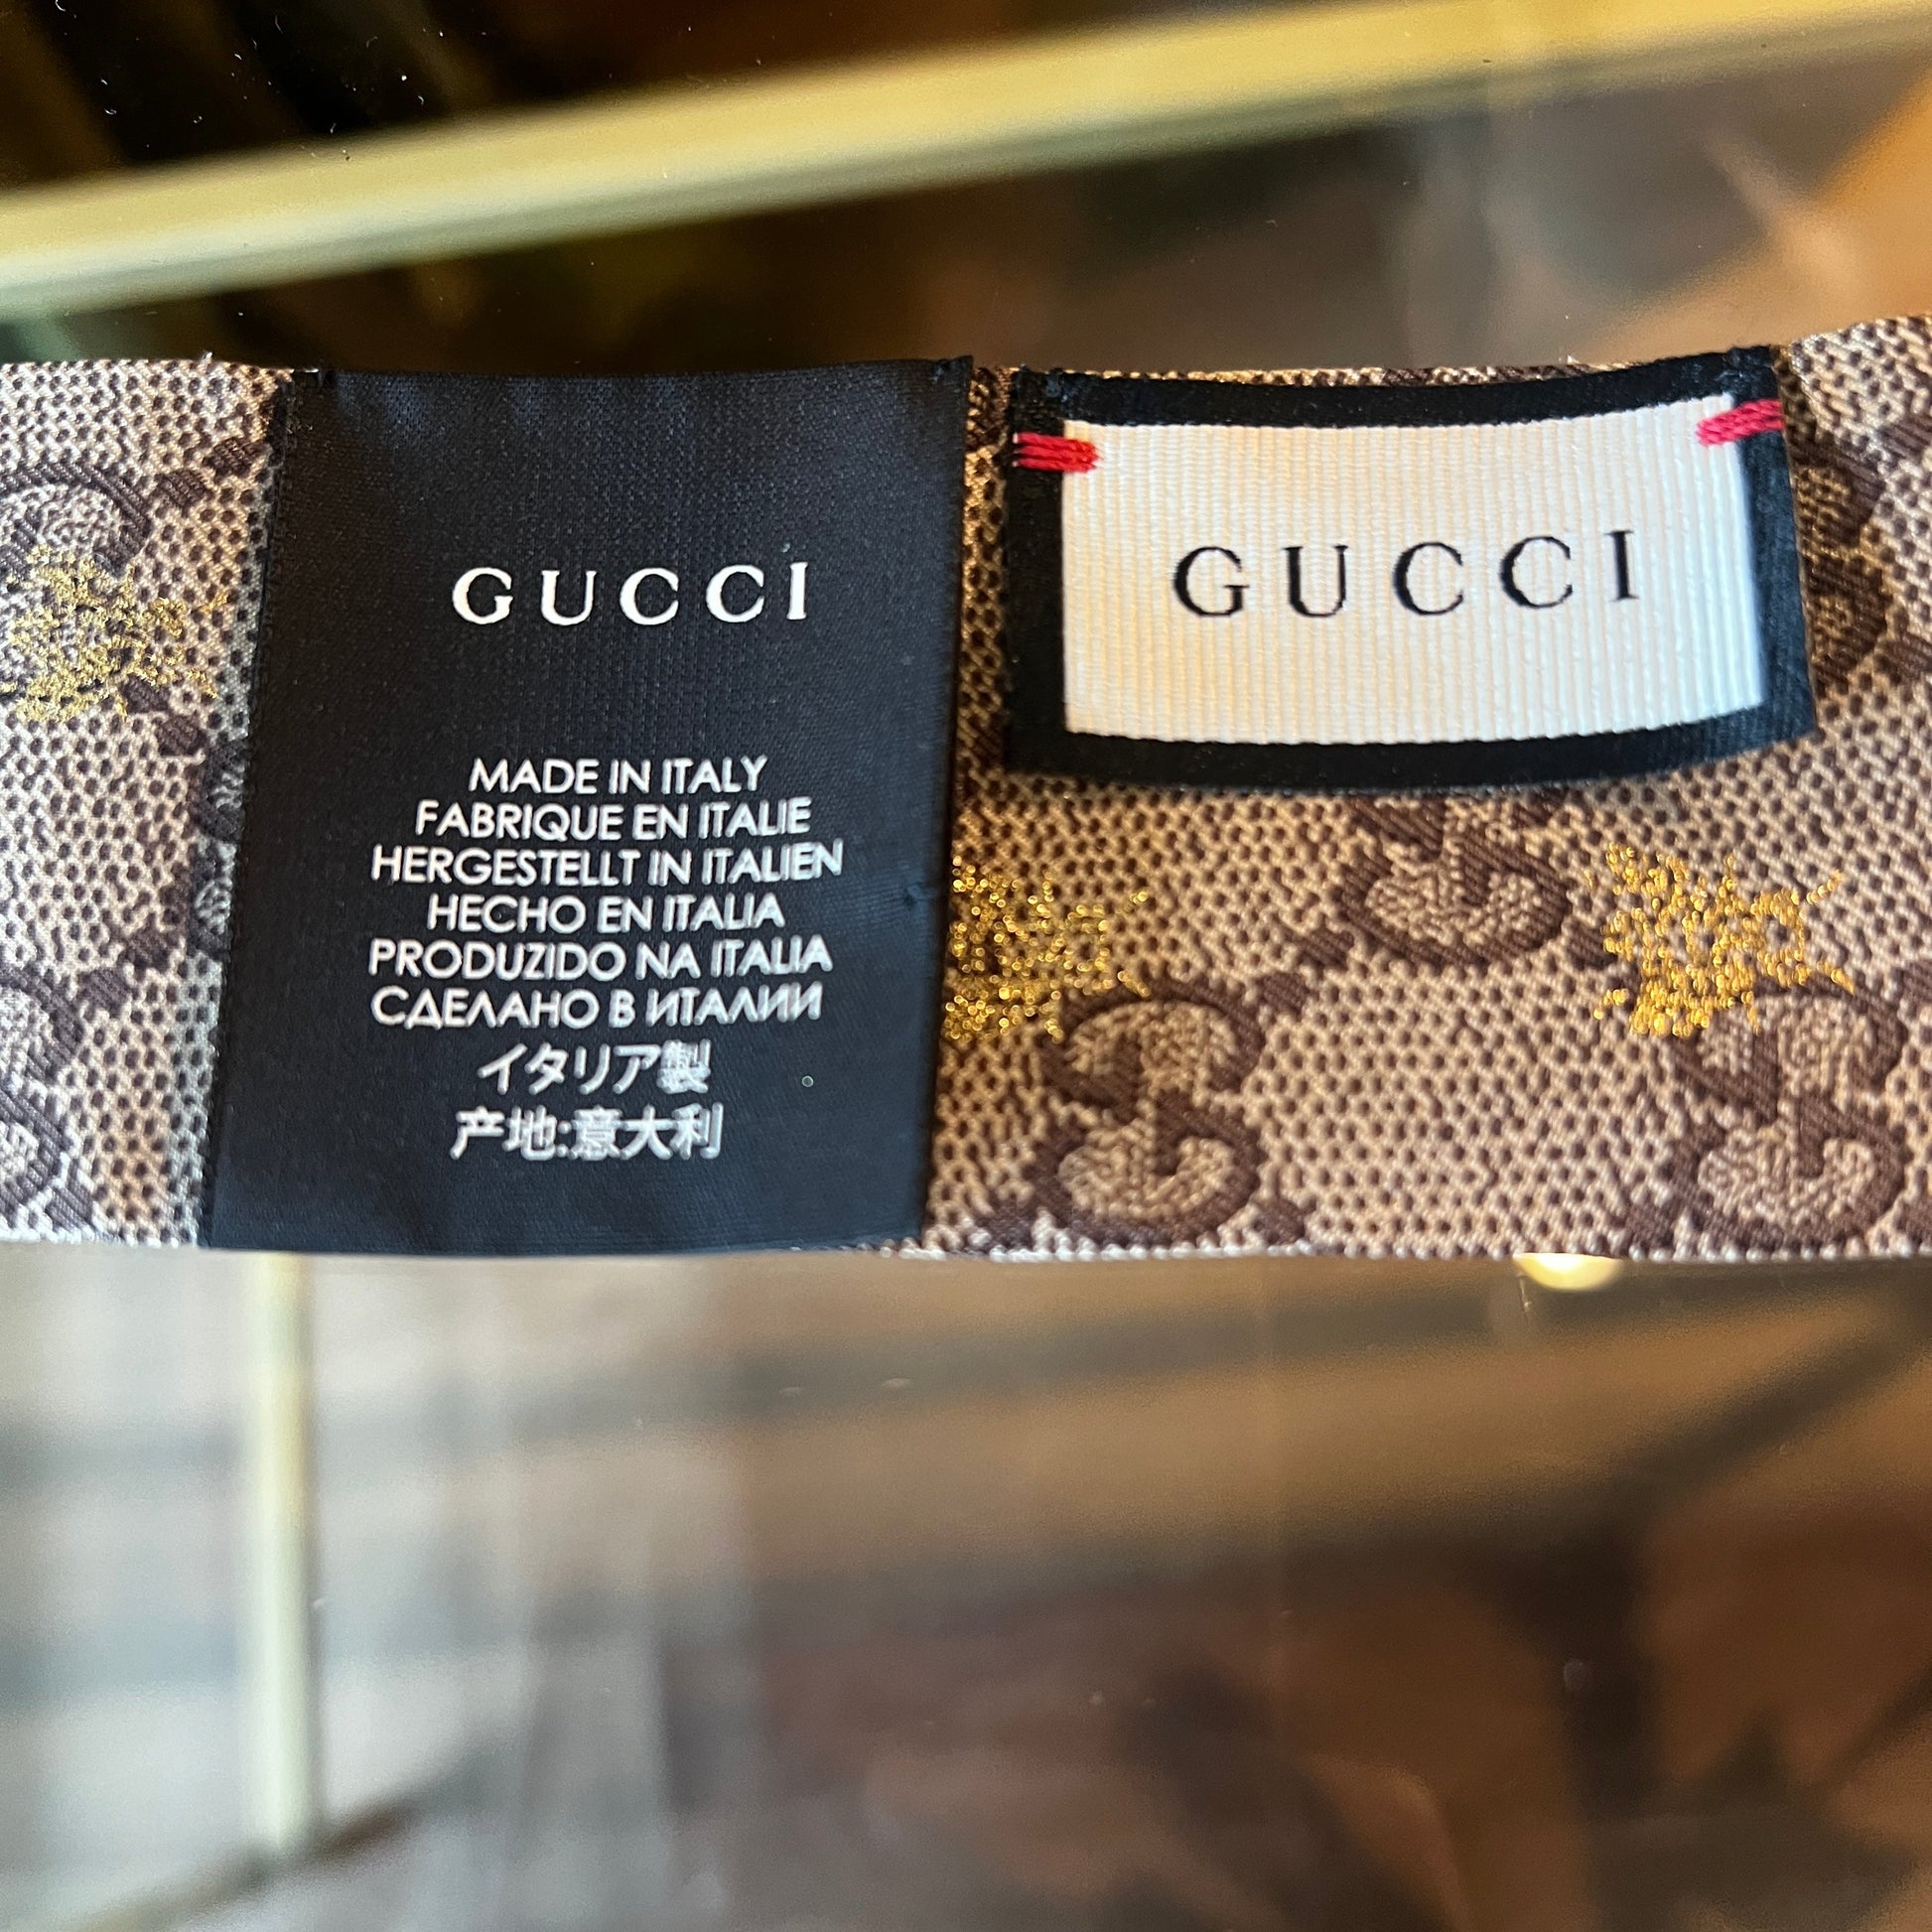 GUCCI
MADE IN ITALY
FABRIQUE EN ITALIE
HERGESTELLT IN ITALIEN
HECHO EN ITALIA
PRODUZIDO NA ITALIA
СДЕЛАНО В ИТАЛИИ
イタリア製
产地:意大利
GUCCI